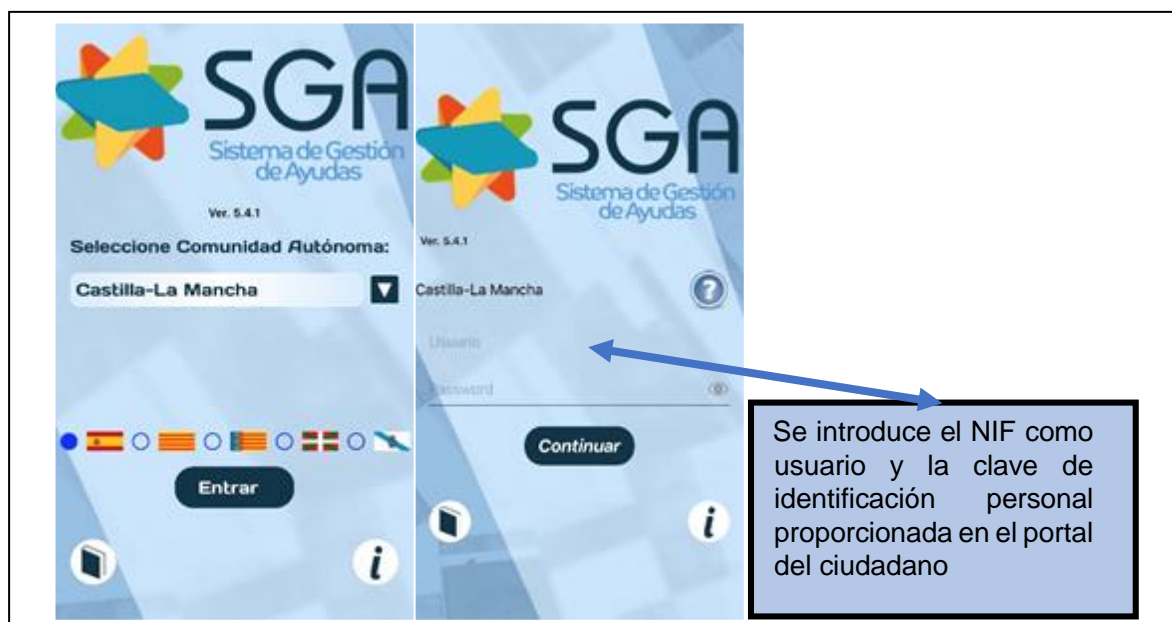 SGA
Sistema de Gestión
de Ayudas
Ver. 5.4.1
Seleccione Comunidad Autónoma:
Castilla-La Mancha
Entrar
i
SGA
Sistema de Gestión
de Ayudas
Ver. 5.4.1
Castilla-La Mancha
?
Usuario
Password
Continuar
i
Se introduce el NIF como
usuario y la clave de
identificación personal
proporcionada en el portal
del ciudadano